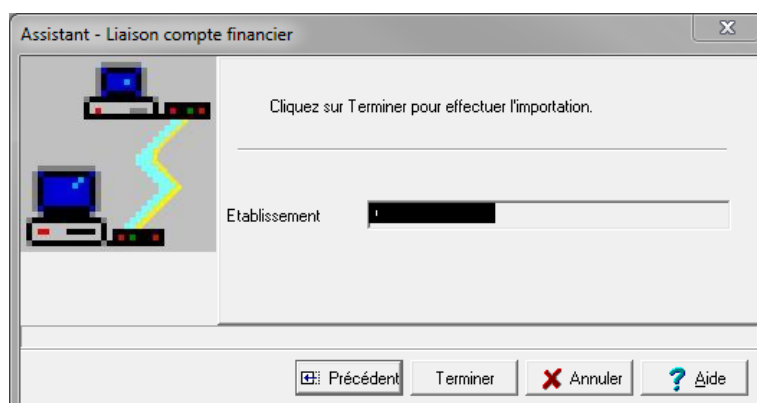 Assistant - Liaison compte financier
Cliquez sur Terminer pour effectuer l'importation.
Etablissement
Précédent Terminer Annuler ? Aide